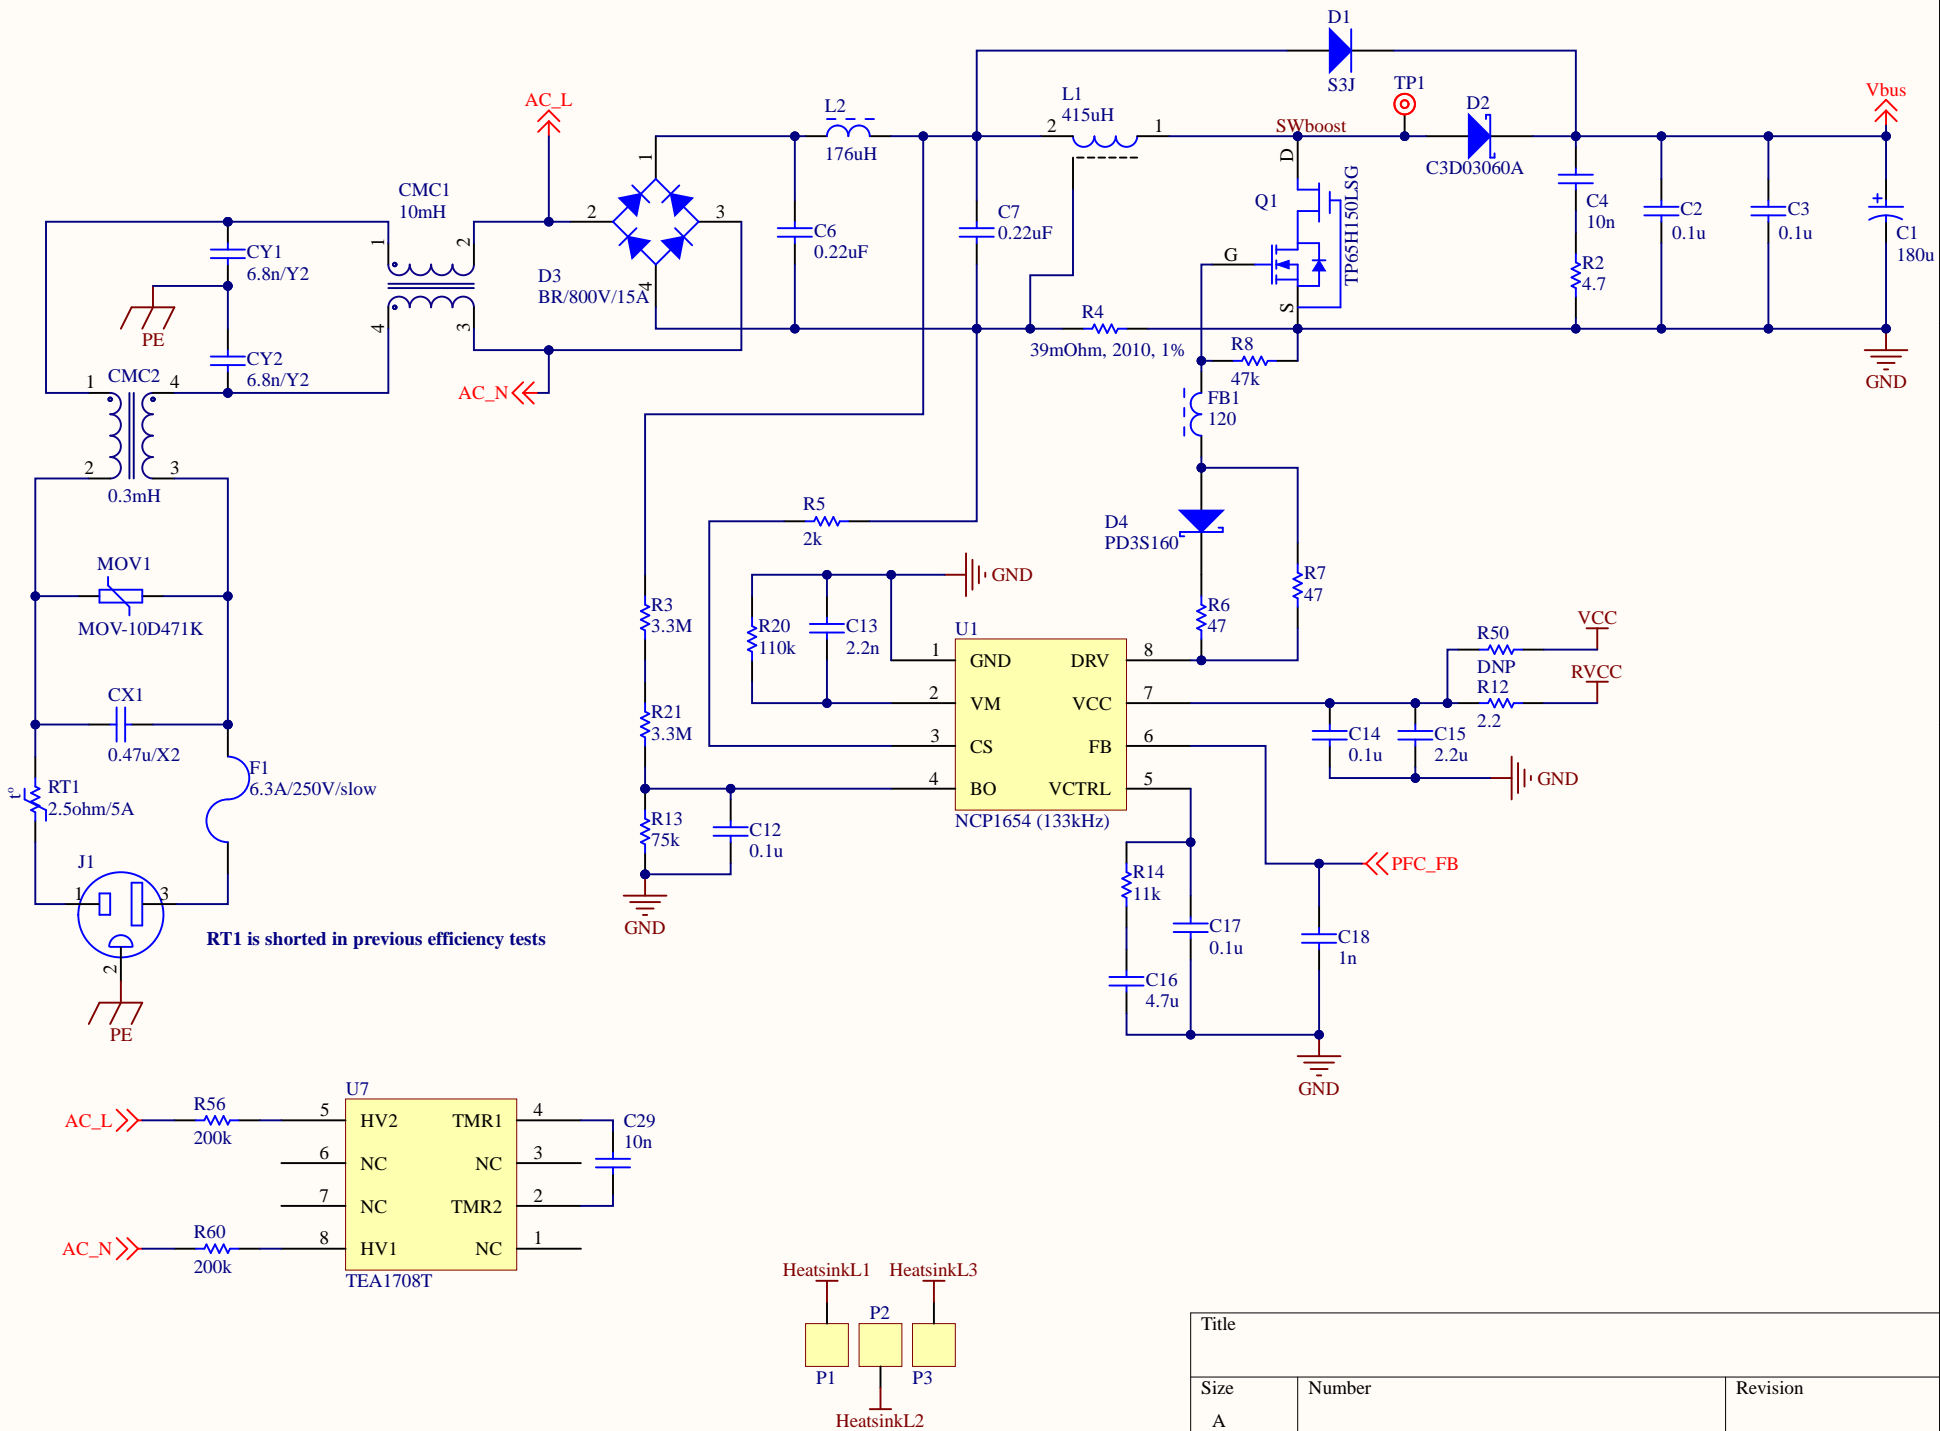 D1
S3J
TP1
D2
C3D03060A
Vbus
AC_L
L2
176uH
L1
415uH
2
1
SWboost
D
Q1
G
S
TP65H150LSG
C4
10n
R2
4.7
C2
0.1u
C3
0.1u
C1
180u
GND
CMC1
10mH
1
2
4
3
CY1
6.8n/Y2
PE
CY2
6.8n/Y2
1
2
3
4
D3
BR/800V/15A
C6
0.22uF
C7
0.22uF
R4
39mOhm, 2010, 1%
R8
47k
FB1
120
AC_N
CMC2
1
4
2
3
0.3mH
MOV1
MOV-10D471K
CX1
0.47u/X2
F1
6.3A/250V/slow
t°
RT1
2.5ohm/5A
J1
1
3
2
PE
RT1 is shorted in previous efficiency tests
R5
2k
D4
PD3S160
R6
47
R7
47
GND
R3
3.3M
R20
110k
C13
2.2n
R21
3.3M
R13
75k
C12
0.1u
GND
U1
1
GND
DRV
8
2
VM
VCC
7
3
CS
FB
6
4
BO
VCTRL
5
NCP1654 (133kHz)
R50
DNP
VCC
R12
2.2
RVCC
C14
0.1u
C15
2.2u
GND
R14
11k
C17
0.1u
C16
4.7u
PFC_FB
C18
1n
GND
U7
AC_L
R56
200k
5
HV2
TMR1
4
6
NC
NC
3
7
NC
TMR2
2
AC_N
R60
200k
8
HV1
NC
1
TEA1708T
C29
10n
HeatsinkL1
HeatsinkL3
P2
P1
P3
HeatsinkL2
Title
Size
Number
Revision
A